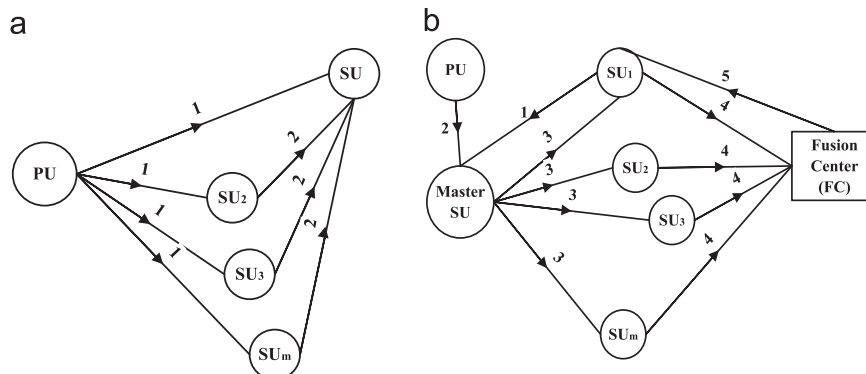 a
SU
1
PU
1
2
SU2
1
2
1
SU3
2
SUm
b
PU
SU1
5
1
4
2
3
Master
SU
3
SU2
4
Fusion
Center
(FC)
3
SU3
4
3
4
SUm